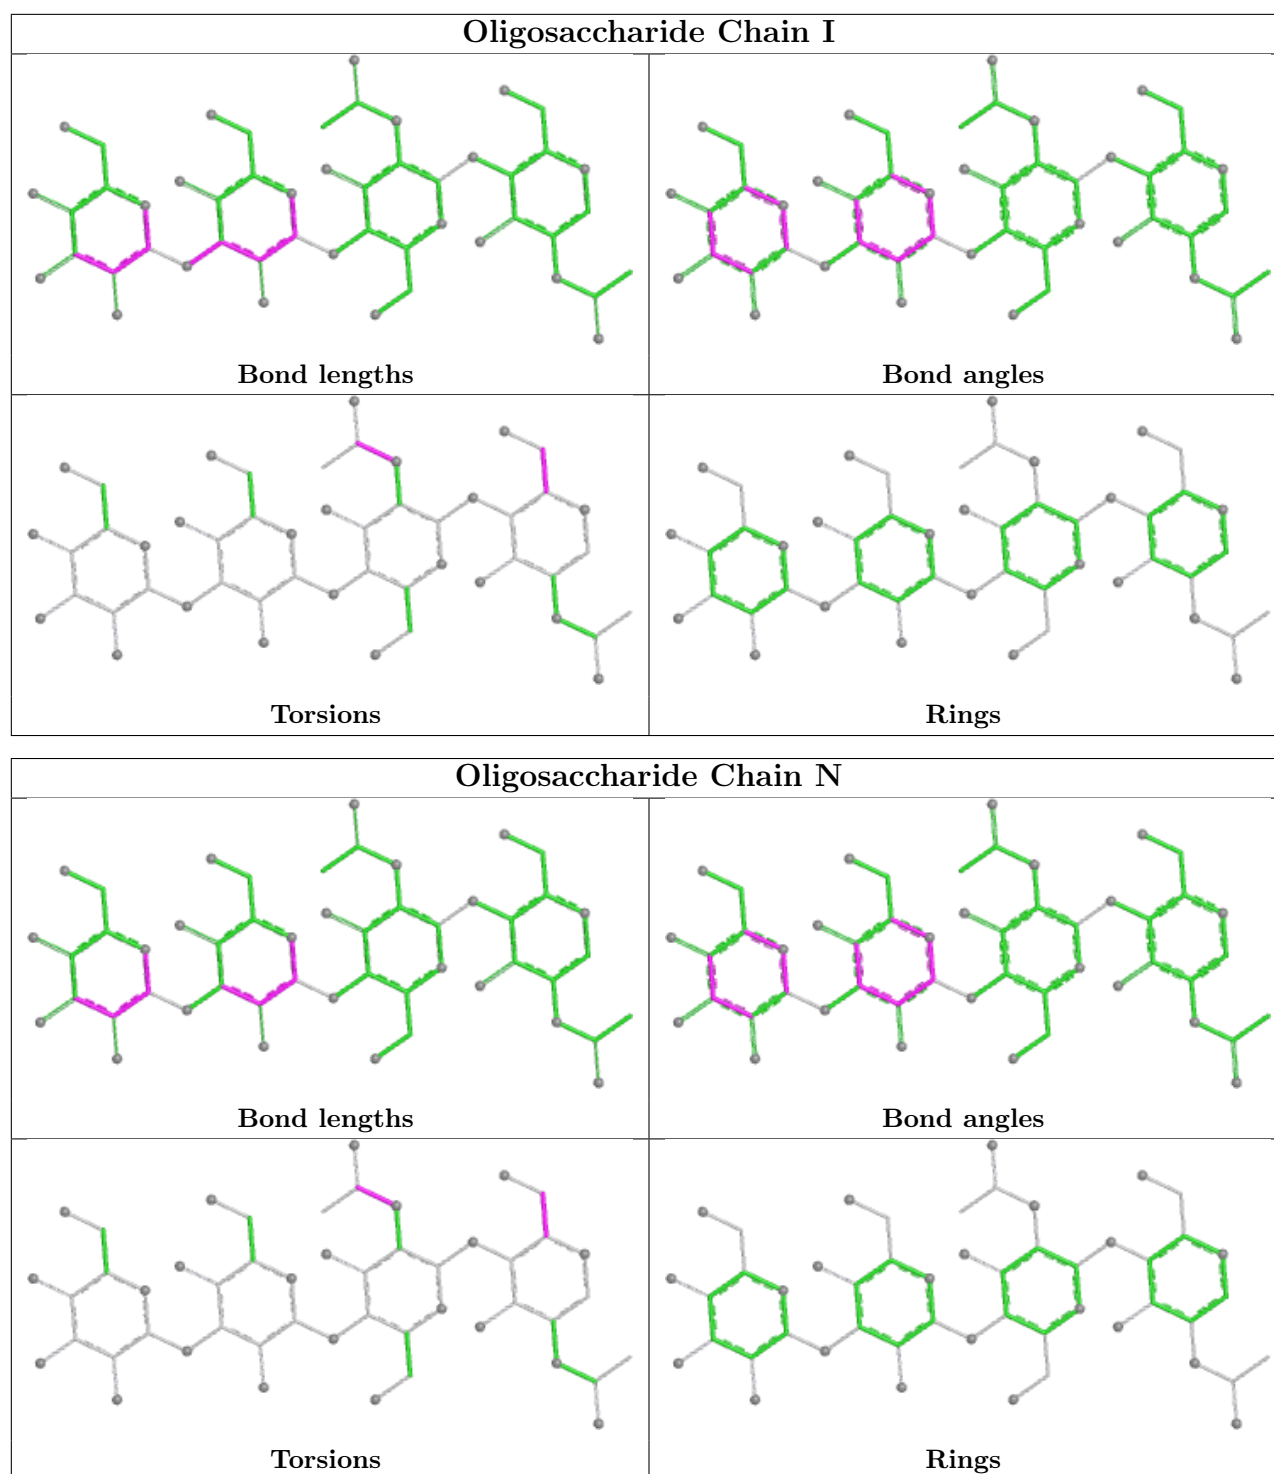 Oligosaccharide Chain I
Bond lengths
Bond angles
Torsions
Rings
Oligosaccharide Chain N
Bond lengths
Bond angles
Torsions
Rings